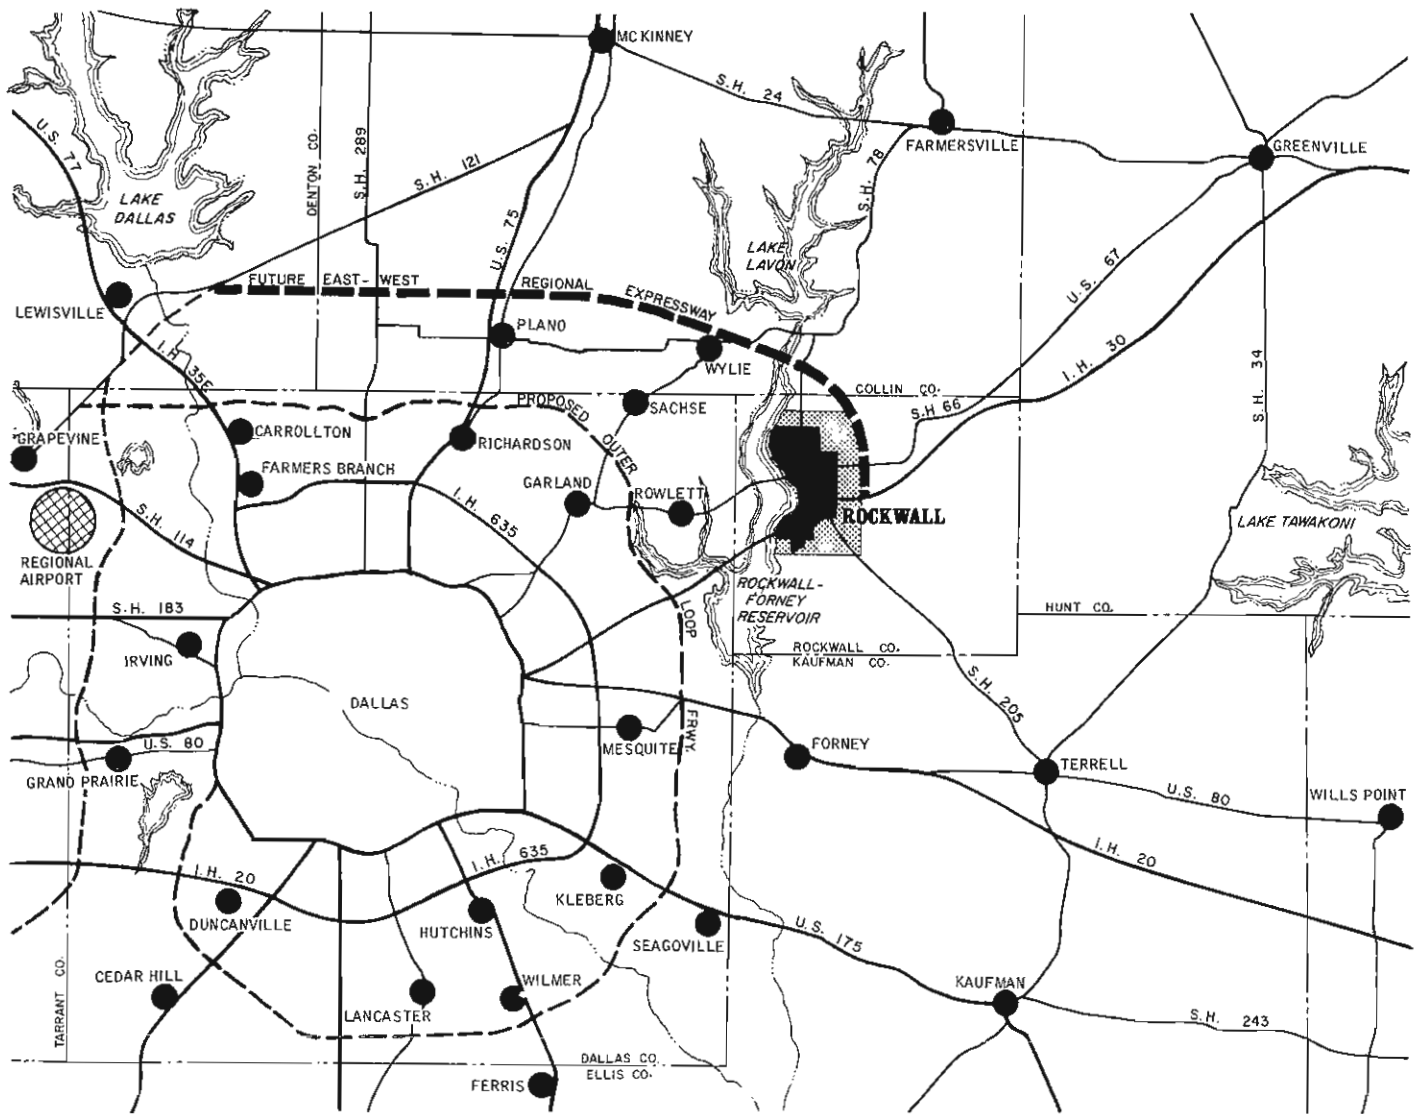 MC KINNEY
S.H. 24
U.S. 77
DENTON CO.
S.H. 289
S.H. 121
S.H. 78
FARMERSVILLE
GREENVILLE
LAKE
DALLAS
U.S. 75
LAKE
LAVON
U.S. 67
FUTURE EAST-WEST REGIONAL EXPRESSWAY
LEWISVILLE
PLANO
I.H. 35E
WYLIE
I.H. 30
S.H. 34
COLLIN CO.
PROPOSED OUTER LOOP FRWY.
SACHSE
S.H 66
GRAPEVINE
CARROLLTON
RICHARDSON
FARMERS BRANCH
GARLAND
ROWLETT
I.H. 635
S.H. 114
ROCKWALL
LAKE TAWAKONI
REGIONAL
AIRPORT
ROCKWALL-
FORNEY
RESERVOIR
S.H. 183
HUNT CO.
IRVING
ROCKWALL CO.
KAUFMAN CO.
S.H. 205
DALLAS
U.S. 80
MESQUITE
FORNEY
TERRELL
GRAND PRAIRIE
U.S. 80
WILLS POINT
I.H. 20
I.H. 635
I.H. 20
KLEBERG
DUNCANVILLE
HUTCHINS
SEAGOVILLE
U.S. 175
CEDAR HILL
WILMER
KAUFMAN
TARRANT CO.
LANCASTER
S.H. 243
DALLAS CO.
ELLIS CO.
FERRIS